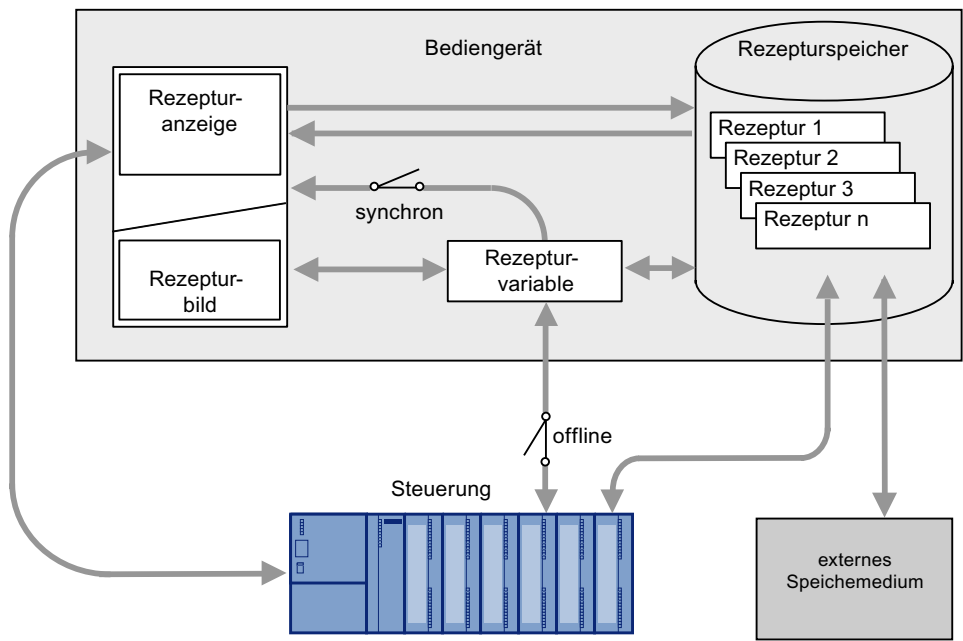 Bediengerät
Rezepturspeicher
Rezeptur-
anzeige
Rezeptur 1
Rezeptur 2
Rezeptur 3
Rezeptur n
synchron
Rezeptur-
variable
Rezeptur-
bild
offline
Steuerung
externes
Speichemedium